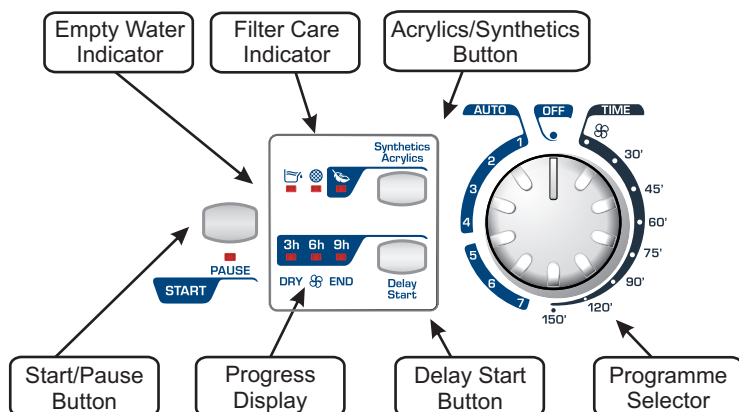 Empty Water
Indicator
Filter Care
Indicator
Acrylics/Synthetics
Button
AUTO
OFF
TIME
1
2
3
4
5
6
7
30'
45'
60'
75'
90'
120'
150'
Synthetics
Acrylics
3h 6h 9h
DRY END
Delay
Start
PAUSE
START
Start/Pause
Button
Progress
Display
Delay Start
Button
Programme
Selector